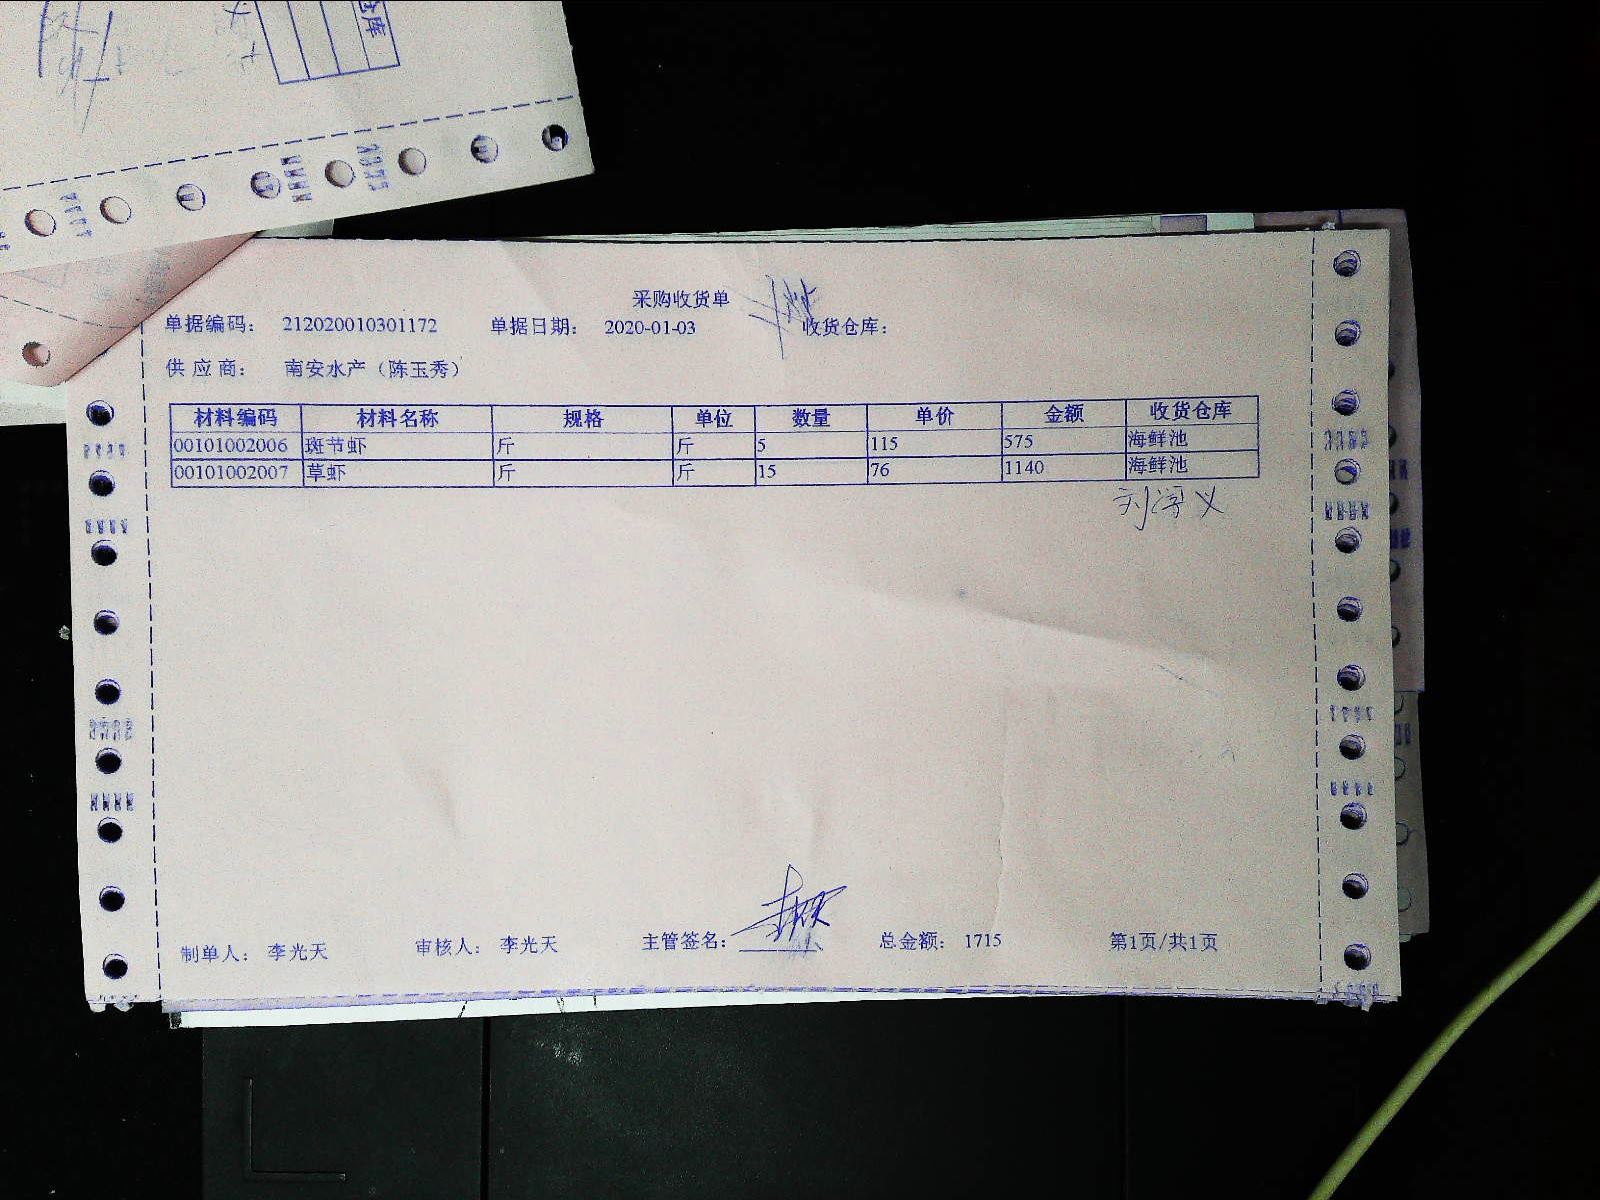 仓库
采购收货单
单据编码： 212020010301172 单据日期： 2020-01-03 收货仓库：
供应商： 南安水产（陈玉秀）
材料编码 材料名称 规格 单位 数量 单价 金额 收货仓库
00101002006 斑节虾 斤 斤 5 115 575 海鲜池
00101002007 草虾 斤 斤 15 76 1140 海鲜池
制单人： 李光天 审核人： 李光天 主管签名： 总金额： 1715 第1页/共1页